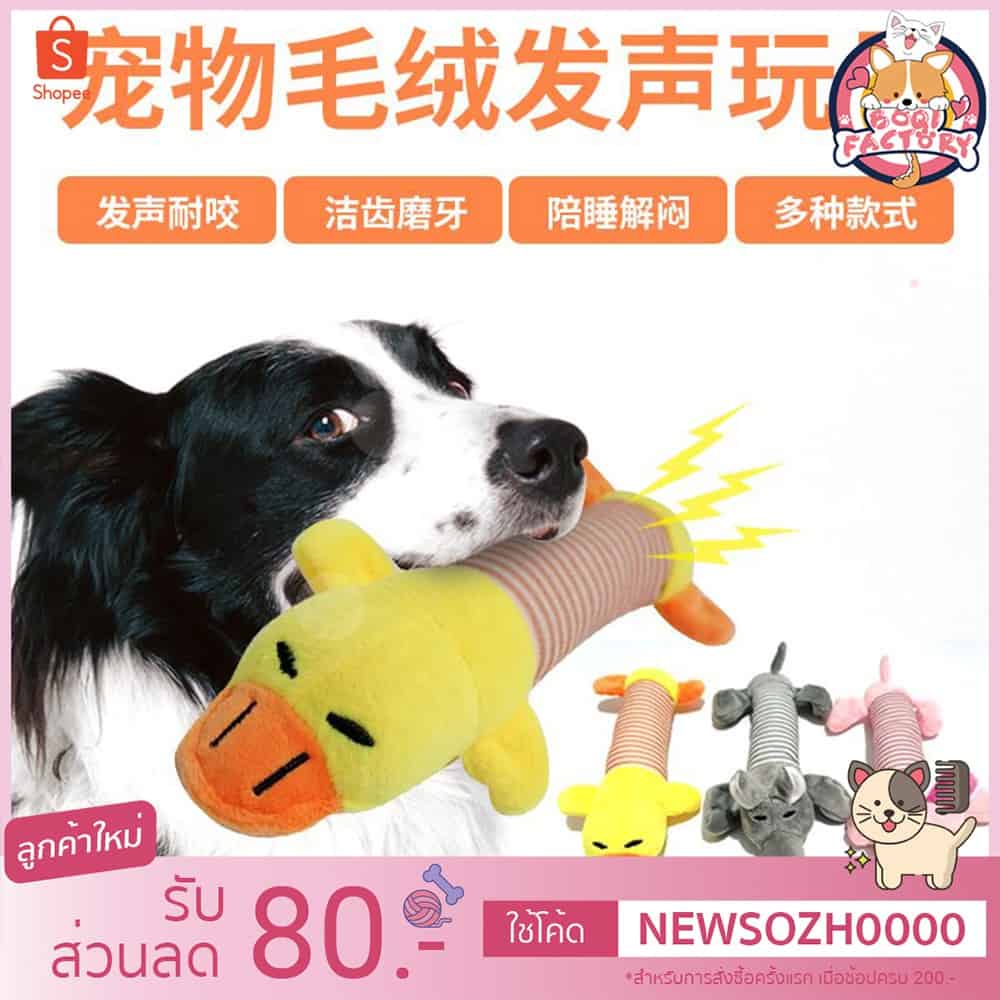 Shopee
宠物毛绒发声玩
BOQI
FACTORY
发声耐咬 洁齿磨牙 陪睡解闷 多种款式
ลูกค้าใหม่
รับ
ส่วนลด 80.-
ใช้โค้ด NEWSOZH0000
*สำหรับการสั่งซื้อครั้งแรก เมื่อช้อปครบ 200.-